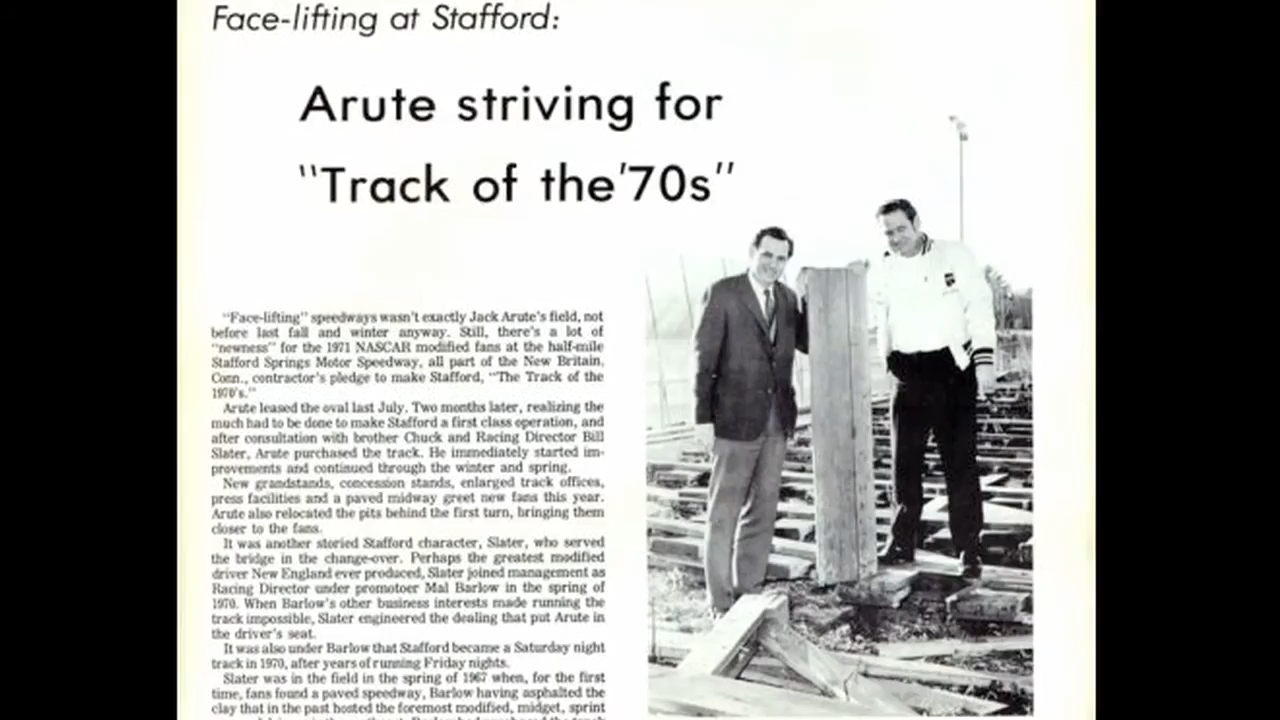 Face-lifting at Stafford:
Arute striving for
"Track of the '70s"
"Face-lifting" speedways wasn't exactly Jack Arute's field, not
before last fall and winter anyway. Still, there's a lot of
"newness" for the 1971 NASCAR modified fans at the half-mile
Stafford Springs Motor Speedway, all part of the New Britain,
Conn., contractor's pledge to make Stafford, "The Track of the
1970's."
Arute leased the oval last July. Two months later, realizing the
much had to be done to make Stafford a first class operation, and
after consultation with brother Chuck and Racing Director Bill
Slater, Arute purchased the track. He immediately started im-
provements and continued through the winter and spring.
New grandstands, concession stands, enlarged track offices,
press facilities and a paved midway greet new fans this year.
Arute also relocated the pits behind the first turn, bringing them
closer to the fans.
It was another storied Stafford character, Slater, who served
the bridge in the change-over. Perhaps the greatest modified
driver New England ever produced, Slater joined management as
Racing Director under promotoer Mal Barlow in the spring of
1970. When Barlow's other business interests made running the
track impossible, Slater engineered the dealing that put Arute in
the driver's seat.
It was also under Barlow that Stafford became a Saturday night
track in 1970, after years of running Friday nights.
Slater was in the field in the spring of 1967 when, for the first
time, fans found a paved speedway, Barlow having asphalted the
clay that in the past hosted the foremost modified, midget, sprint